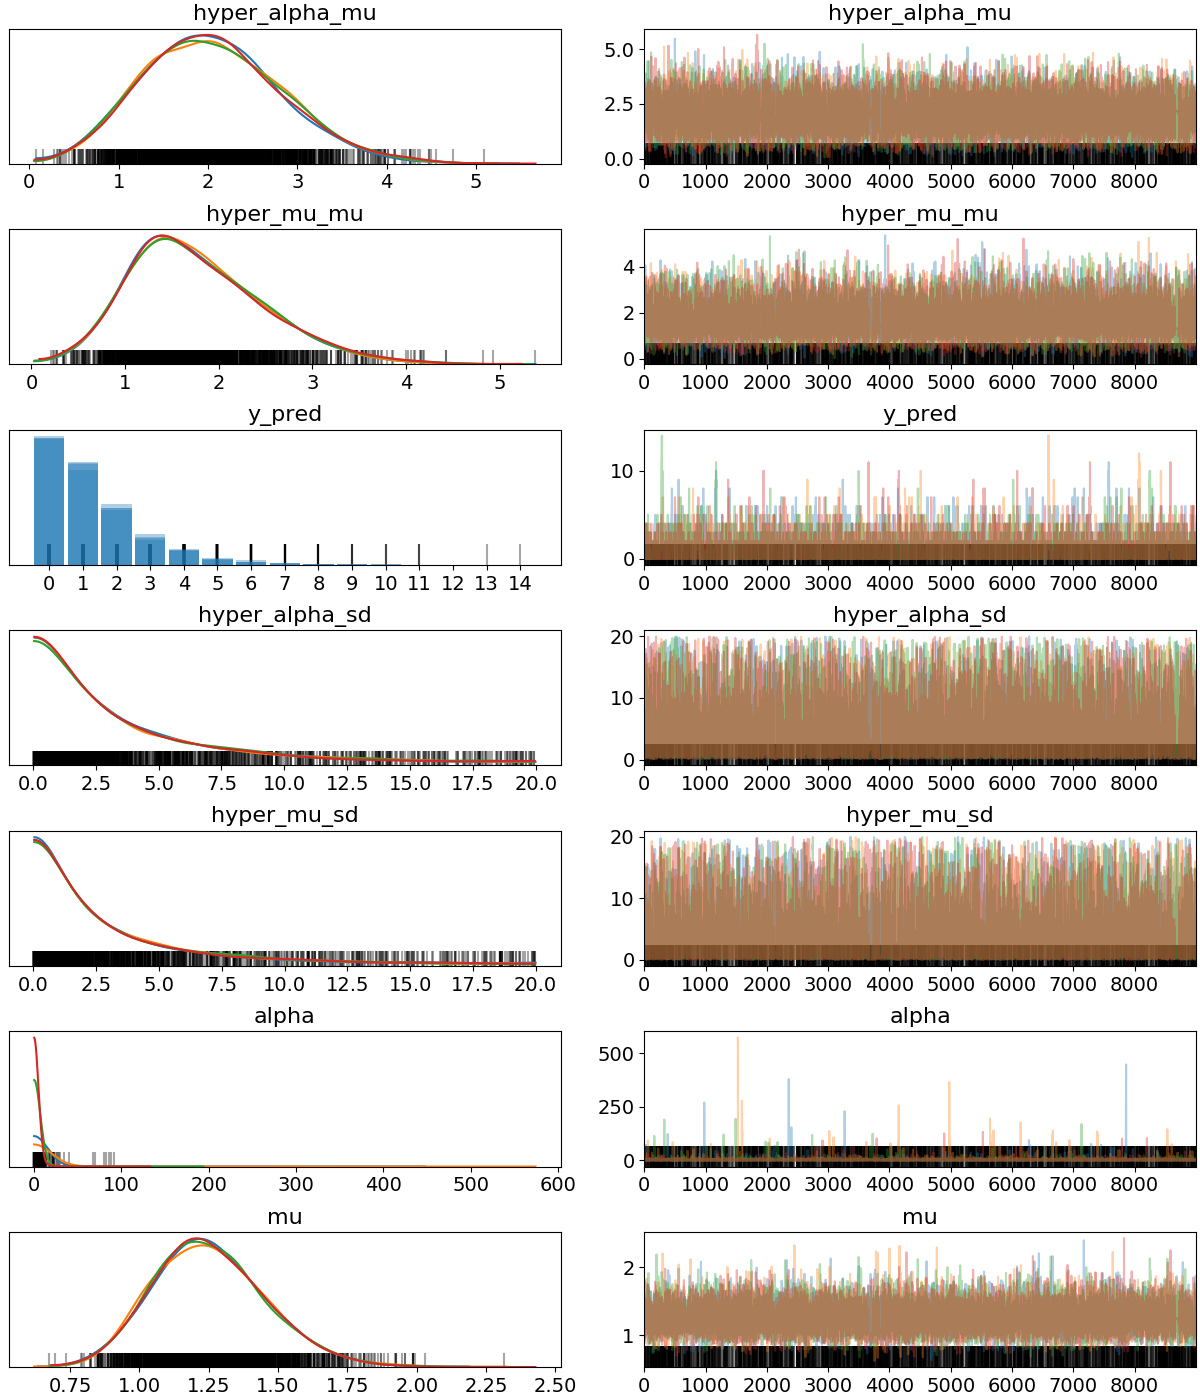 hyper_alpha_mu hyper_alpha_mu
5.0
2.5
0.0
0 1 2 3 4 5 0 1000 2000 3000 4000 5000 6000 7000 8000
hyper_mu_mu hyper_mu_mu
4
2
0
0 1 2 3 4 5 0 1000 2000 3000 4000 5000 6000 7000 8000
y_pred y_pred
10
0
0 1 2 3 4 5 6 7 8 9 10 11 12 13 14 0 1000 2000 3000 4000 5000 6000 7000 8000
hyper_alpha_sd hyper_alpha_sd
20
10
0
0.0 2.5 5.0 7.5 10.0 12.5 15.0 17.5 20.0 0 1000 2000 3000 4000 5000 6000 7000 8000
hyper_mu_sd hyper_mu_sd
20
10
0
0.0 2.5 5.0 7.5 10.0 12.5 15.0 17.5 20.0 0 1000 2000 3000 4000 5000 6000 7000 8000
alpha alpha
500
250
0
0 100 200 300 400 500 600 0 1000 2000 3000 4000 5000 6000 7000 8000
mu mu
2
1
0.75 1.00 1.25 1.50 1.75 2.00 2.25 2.50 0 1000 2000 3000 4000 5000 6000 7000 8000